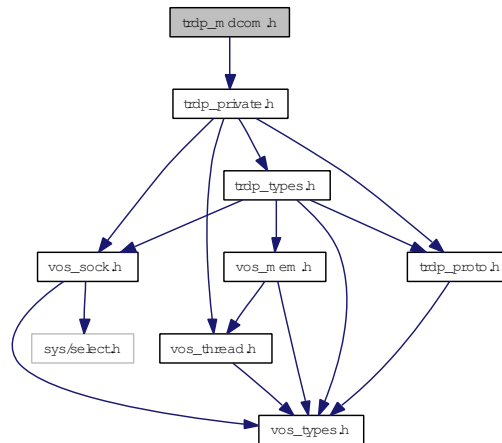 trdp_mdcom.h
trdp_private.h
trdp_types.h
vos_sock.h
vos_mem.h
trdp_proto.h
sys/select.h
vos_thread.h
vos_types.h